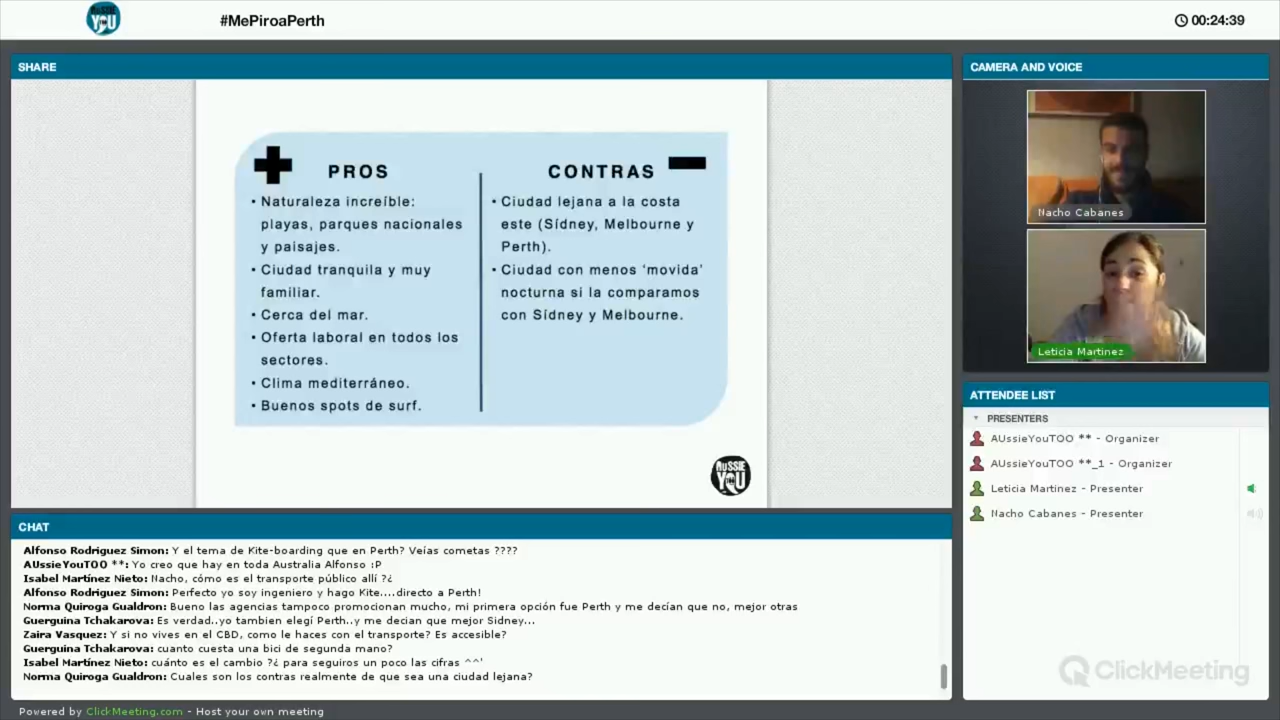 AUSSIE
YOU
#MePiroaPerth
00:24:39
SHARE
PROS
Naturaleza increíble:
playas, parques nacionales
y paisajes.
Ciudad tranquila y muy
familiar.
Cerca del mar.
Oferta laboral en todos los
sectores.
Clima mediterráneo.
Buenos spots de surf.
CONTRAS
Ciudad lejana a la costa
este (Sídney, Melbourne y
Perth).
Ciudad con menos ‘movida’
nocturna si la comparamos
con Sídney y Melbourne.
AUSSIE
YOU
CAMERA AND VOICE
Nacho Cabanes
Leticia Martinez
ATTENDEE LIST
PRESENTERS
AUssieYouTOO ** - Organizer
AUssieYouTOO **_1 - Organizer
Leticia Martinez - Presenter
Nacho Cabanes - Presenter
ClickMeeting
CHAT
Alfonso Rodriguez Simon: Y el tema de Kite-boarding que en Perth? Veías cometas ????
AUssieYouTOO **: Yo creo que hay en toda Australia Alfonso :P
Isabel Martínez Nieto: Nacho, cómo es el transporte público allí ?¿
Alfonso Rodriguez Simon: Perfecto yo soy ingeniero y hago Kite....directo a Perth!
Norma Quiroga Gualdron: Bueno las agencias tampoco promocionan mucho, mi primera opción fue Perth y me decían que no, mejor otras
Guerguina Tchakarova: Es verdad..yo tambien elegí Perth..y me decian que mejor Sidney...
Zaira Vasquez: Y si no vives en el CBD, como le haces con el transporte? Es accesible?
Guerguina Tchakarova: cuanto cuesta una bici de segunda mano?
Isabel Martínez Nieto: cuánto es el cambio ?¿ para seguiros un poco las cifras ^^'
Norma Quiroga Gualdron: Cuales son los contras realmente de que sea una ciudad lejana?
Powered by ClickMeeting.com - Host your own meeting